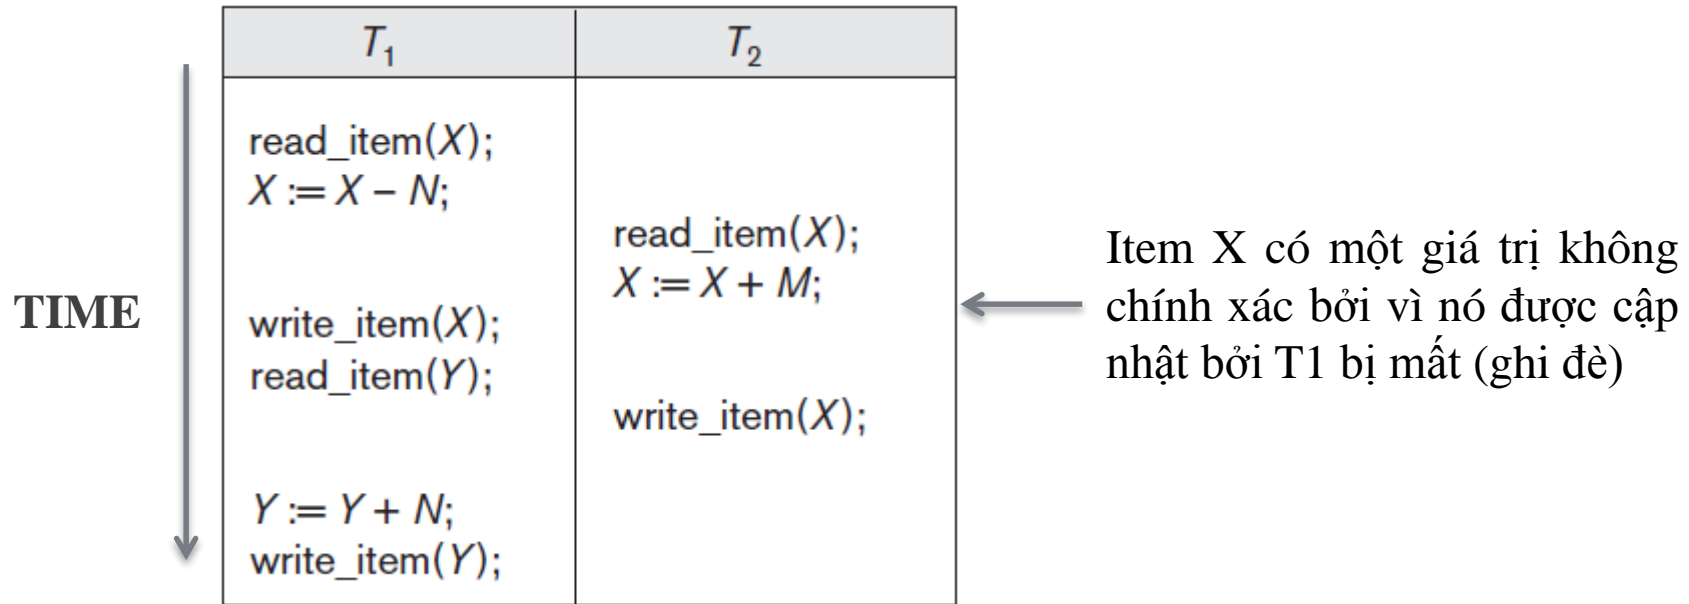 T1 T2
read_item(X);
X := X – N;
read_item(X);
X := X + M;
TIME
write_item(X);
read_item(Y);
write_item(X);
Y := Y + N;
write_item(Y);
Item X có một giá trị không
chính xác bởi vì nó được cập
nhật bởi T1 bị mất (ghi đè)